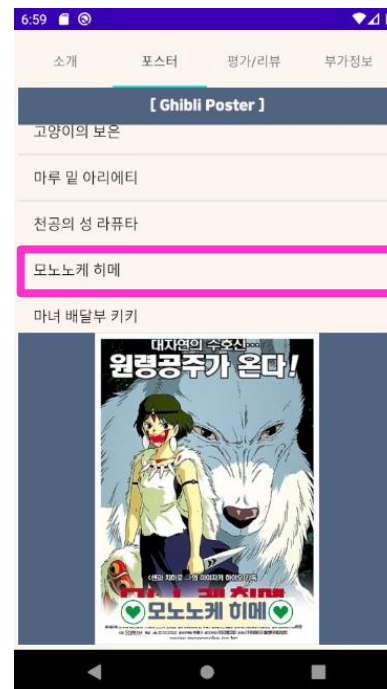 6:59
소개 포스터 평가/리뷰 부가정보
[ Ghibli Poster ]
고양이의 보은
마루 밑 아리에티
천공의 성 라퓨타
모노노케 히메
마녀 배달부 키키
대자연의 수호신…
원령공주가 온다!
모노노케 히메